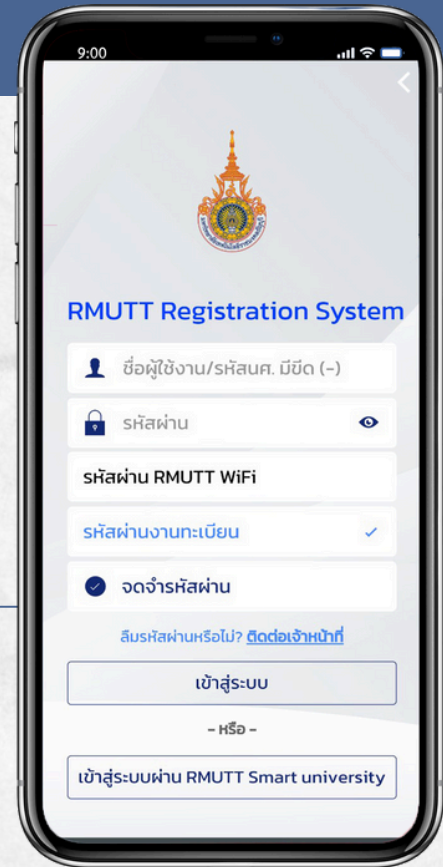 9:00
RMUTT Registration System
ชื่อผู้ใช้งาน/รหัสนศ. มีขีด (-)
รหัสผ่าน
รหัสผ่าน RMUTT WiFi
รหัสผ่านงานทะเบียน
จดจำรหัสผ่าน
ลืมรหัสผ่านหรือไม่? ติดต่อเจ้าหน้าที่
เข้าสู่ระบบ
- หรือ -
เข้าสู่ระบบผ่าน RMUTT Smart university